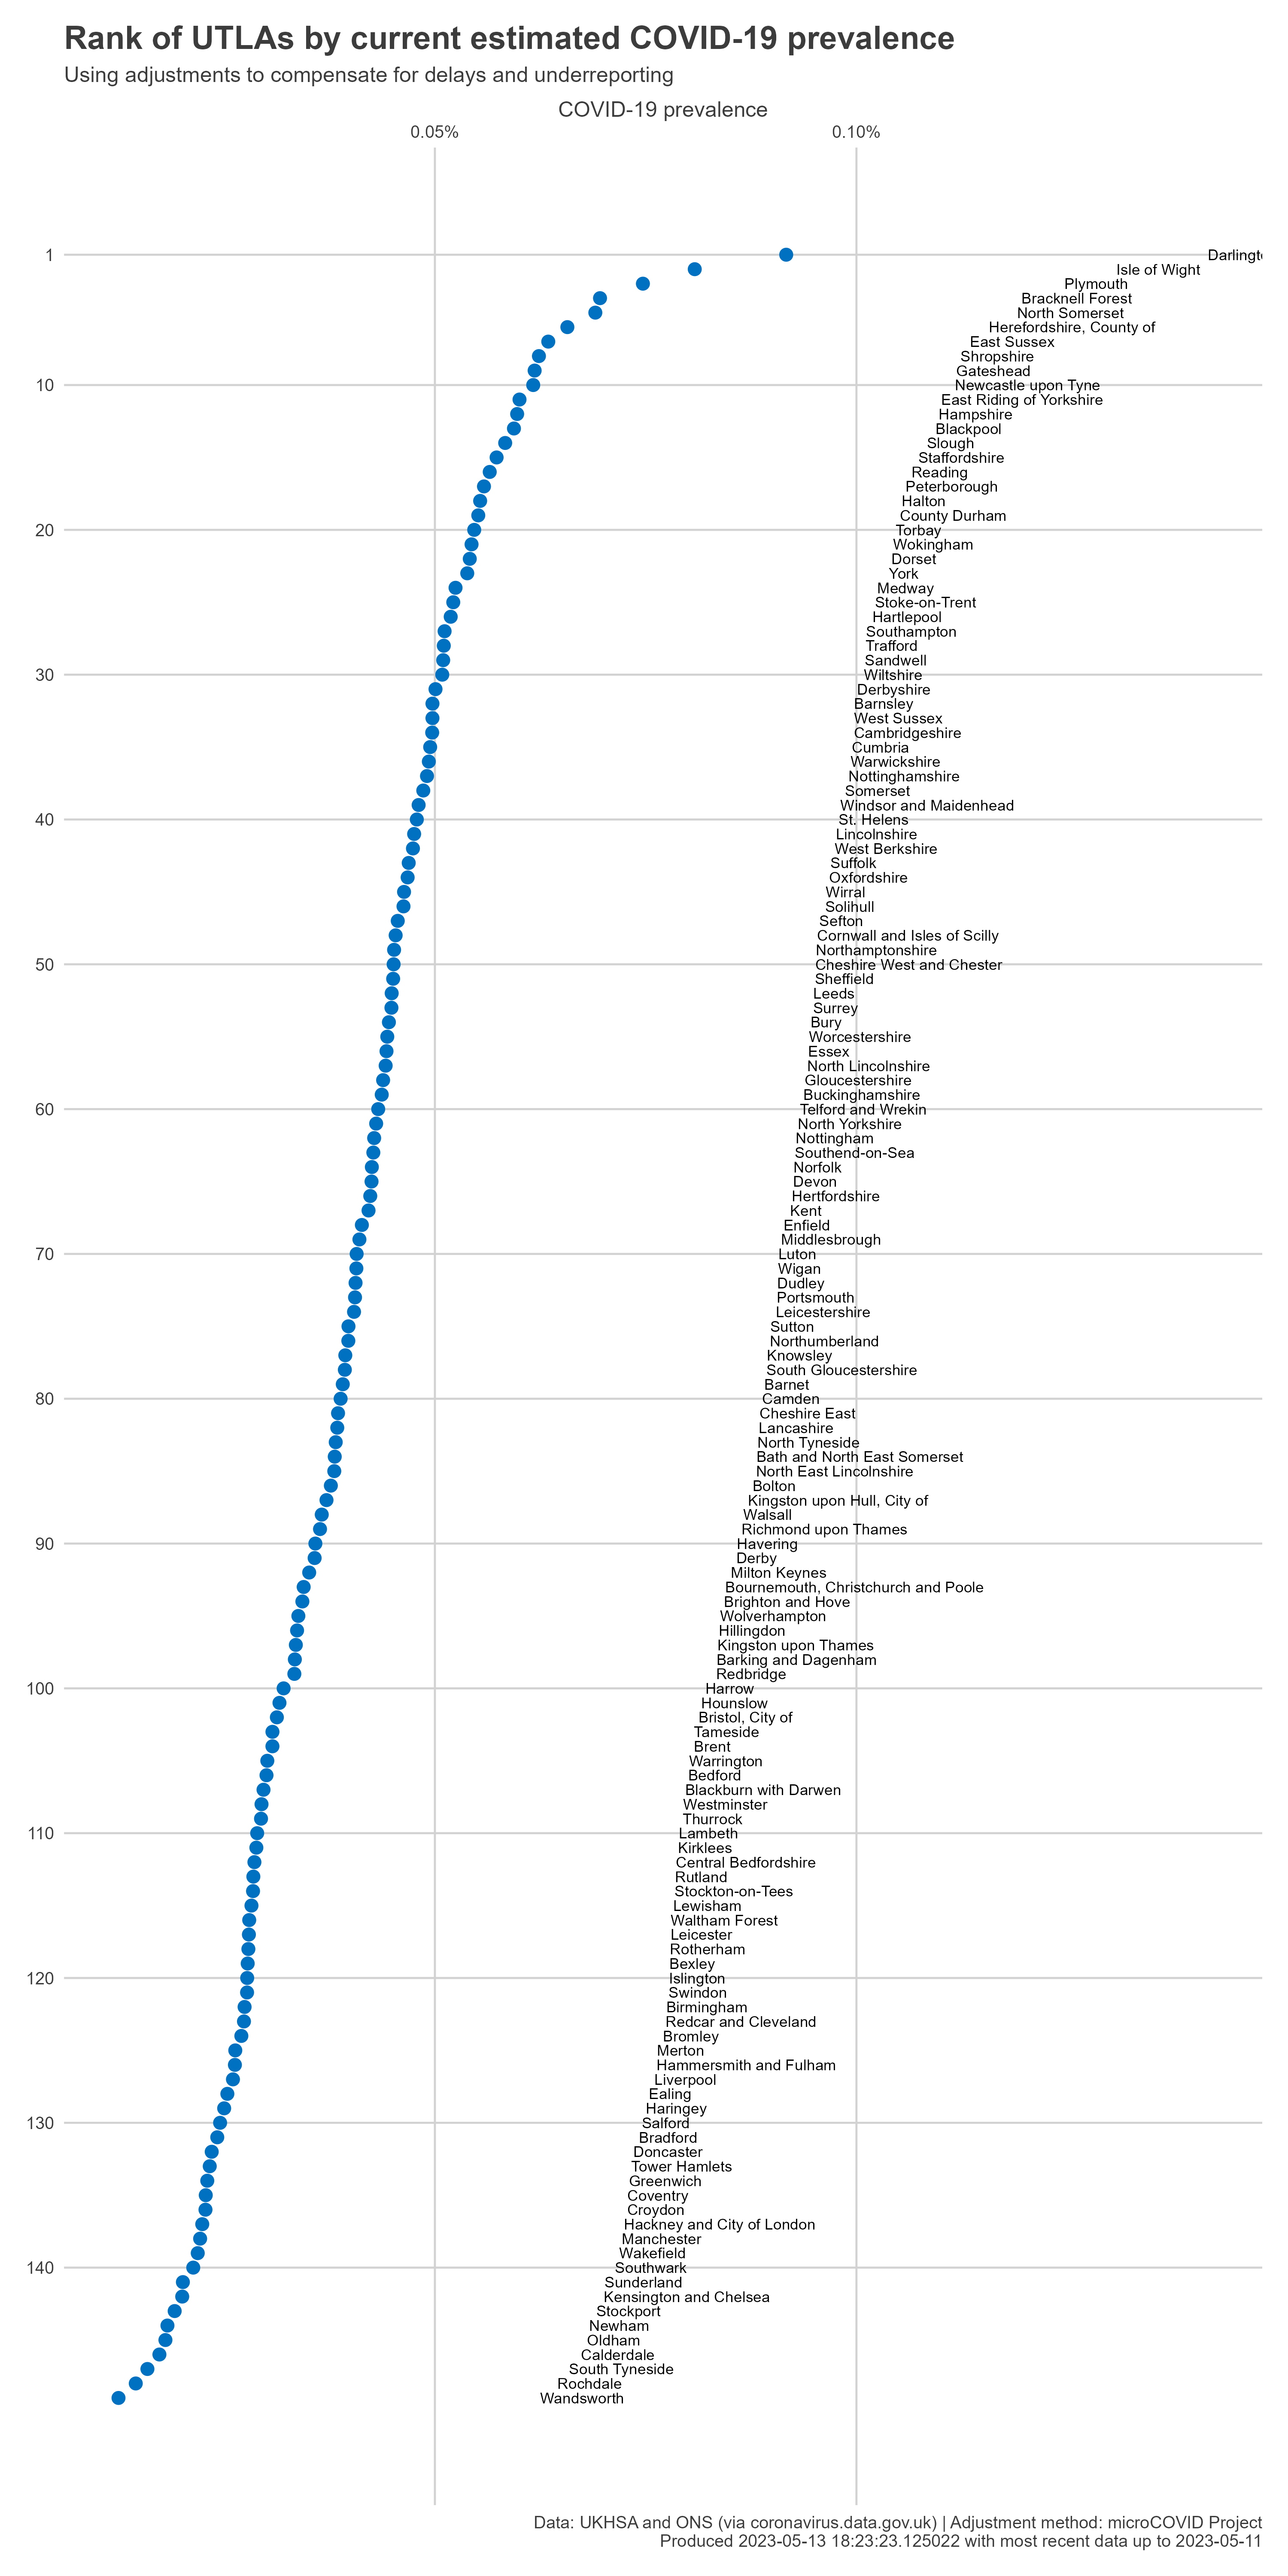 Rank of UTLAs by current estimated COVID-19 prevalence
Using adjustments to compensate for delays and underreporting
COVID-19 prevalence
0.05% 0.10%
1 Darlingto
Isle of Wight
Plymouth
Bracknell Forest
North Somerset
Herefordshire, County of
East Sussex
Shropshire
Gateshead
10 Newcastle upon Tyne
East Riding of Yorkshire
Hampshire
Blackpool
Slough
Staffordshire
Reading
Peterborough
Halton
County Durham
20 Torbay
Wokingham
Dorset
York
Medway
Stoke-on-Trent
Hartlepool
Southampton
Trafford
Sandwell
30 Wiltshire
Derbyshire
Barnsley
West Sussex
Cambridgeshire
Cumbria
Warwickshire
Nottinghamshire
Somerset
Windsor and Maidenhead
40 St. Helens
Lincolnshire
West Berkshire
Suffolk
Oxfordshire
Wirral
Solihull
Sefton
Cornwall and Isles of Scilly
Northamptonshire
50 Cheshire West and Chester
Sheffield
Leeds
Surrey
Bury
Worcestershire
Essex
North Lincolnshire
Gloucestershire
Buckinghamshire
60 Telford and Wrekin
North Yorkshire
Nottingham
Southend-on-Sea
Norfolk
Devon
Hertfordshire
Kent
Enfield
Middlesbrough
70 Luton
Wigan
Dudley
Portsmouth
Leicestershire
Sutton
Northumberland
Knowsley
South Gloucestershire
Barnet
80 Camden
Cheshire East
Lancashire
North Tyneside
Bath and North East Somerset
North East Lincolnshire
Bolton
Kingston upon Hull, City of
Walsall
Richmond upon Thames
90 Havering
Derby
Milton Keynes
Bournemouth, Christchurch and Poole
Brighton and Hove
Wolverhampton
Hillingdon
Kingston upon Thames
Barking and Dagenham
Redbridge
100 Harrow
Hounslow
Bristol, City of
Tameside
Brent
Warrington
Bedford
Blackburn with Darwen
Westminster
Thurrock
110 Lambeth
Kirklees
Central Bedfordshire
Rutland
Stockton-on-Tees
Lewisham
Waltham Forest
Leicester
Rotherham
Bexley
120 Islington
Swindon
Birmingham
Redcar and Cleveland
Bromley
Merton
Hammersmith and Fulham
Liverpool
Ealing
Haringey
130 Salford
Bradford
Doncaster
Tower Hamlets
Greenwich
Coventry
Croydon
Hackney and City of London
Manchester
Wakefield
140 Southwark
Sunderland
Kensington and Chelsea
Stockport
Newham
Oldham
Calderdale
South Tyneside
Rochdale
Wandsworth
Data: UKHSA and ONS (via coronavirus.data.gov.uk) | Adjustment method: microCOVID Project
Produced 2023-05-13 18:23:23.125022 with most recent data up to 2023-05-11